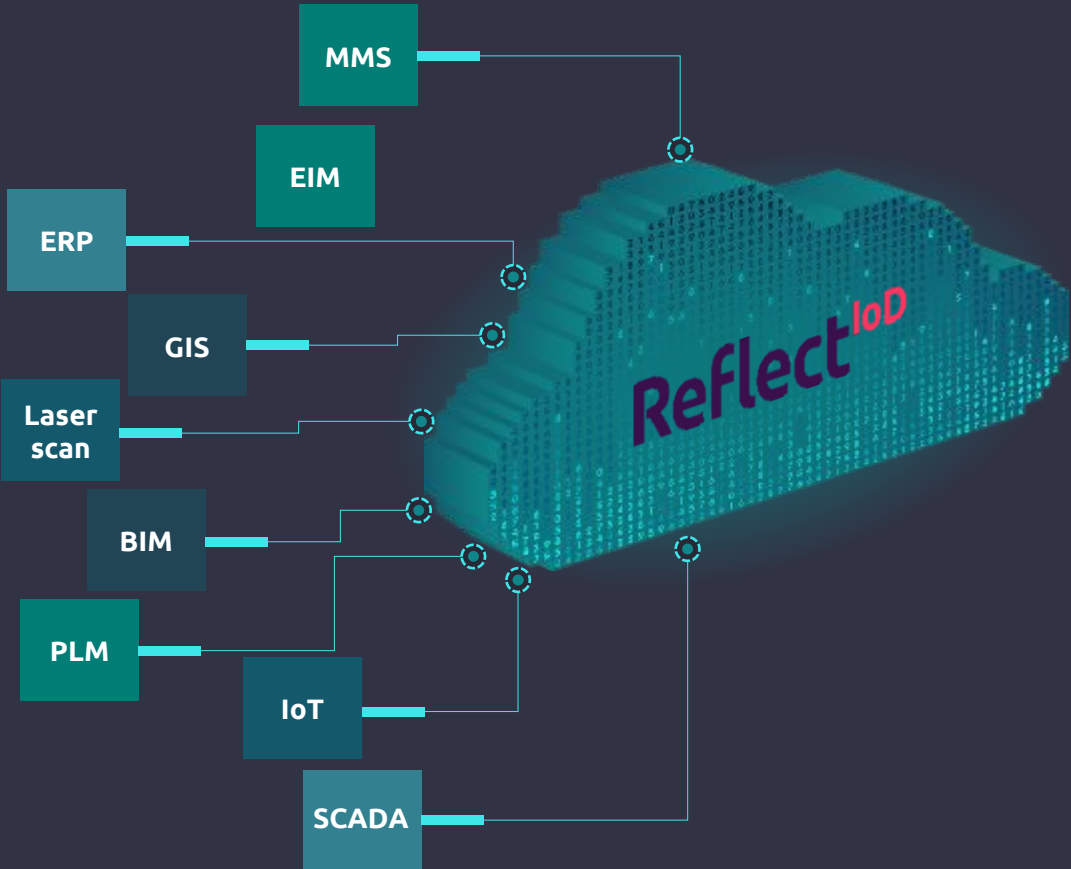 MMS
EIM
ERP
GIS
Laser
scan
BIM
PLM
IoT
SCADA
Reflect IoD